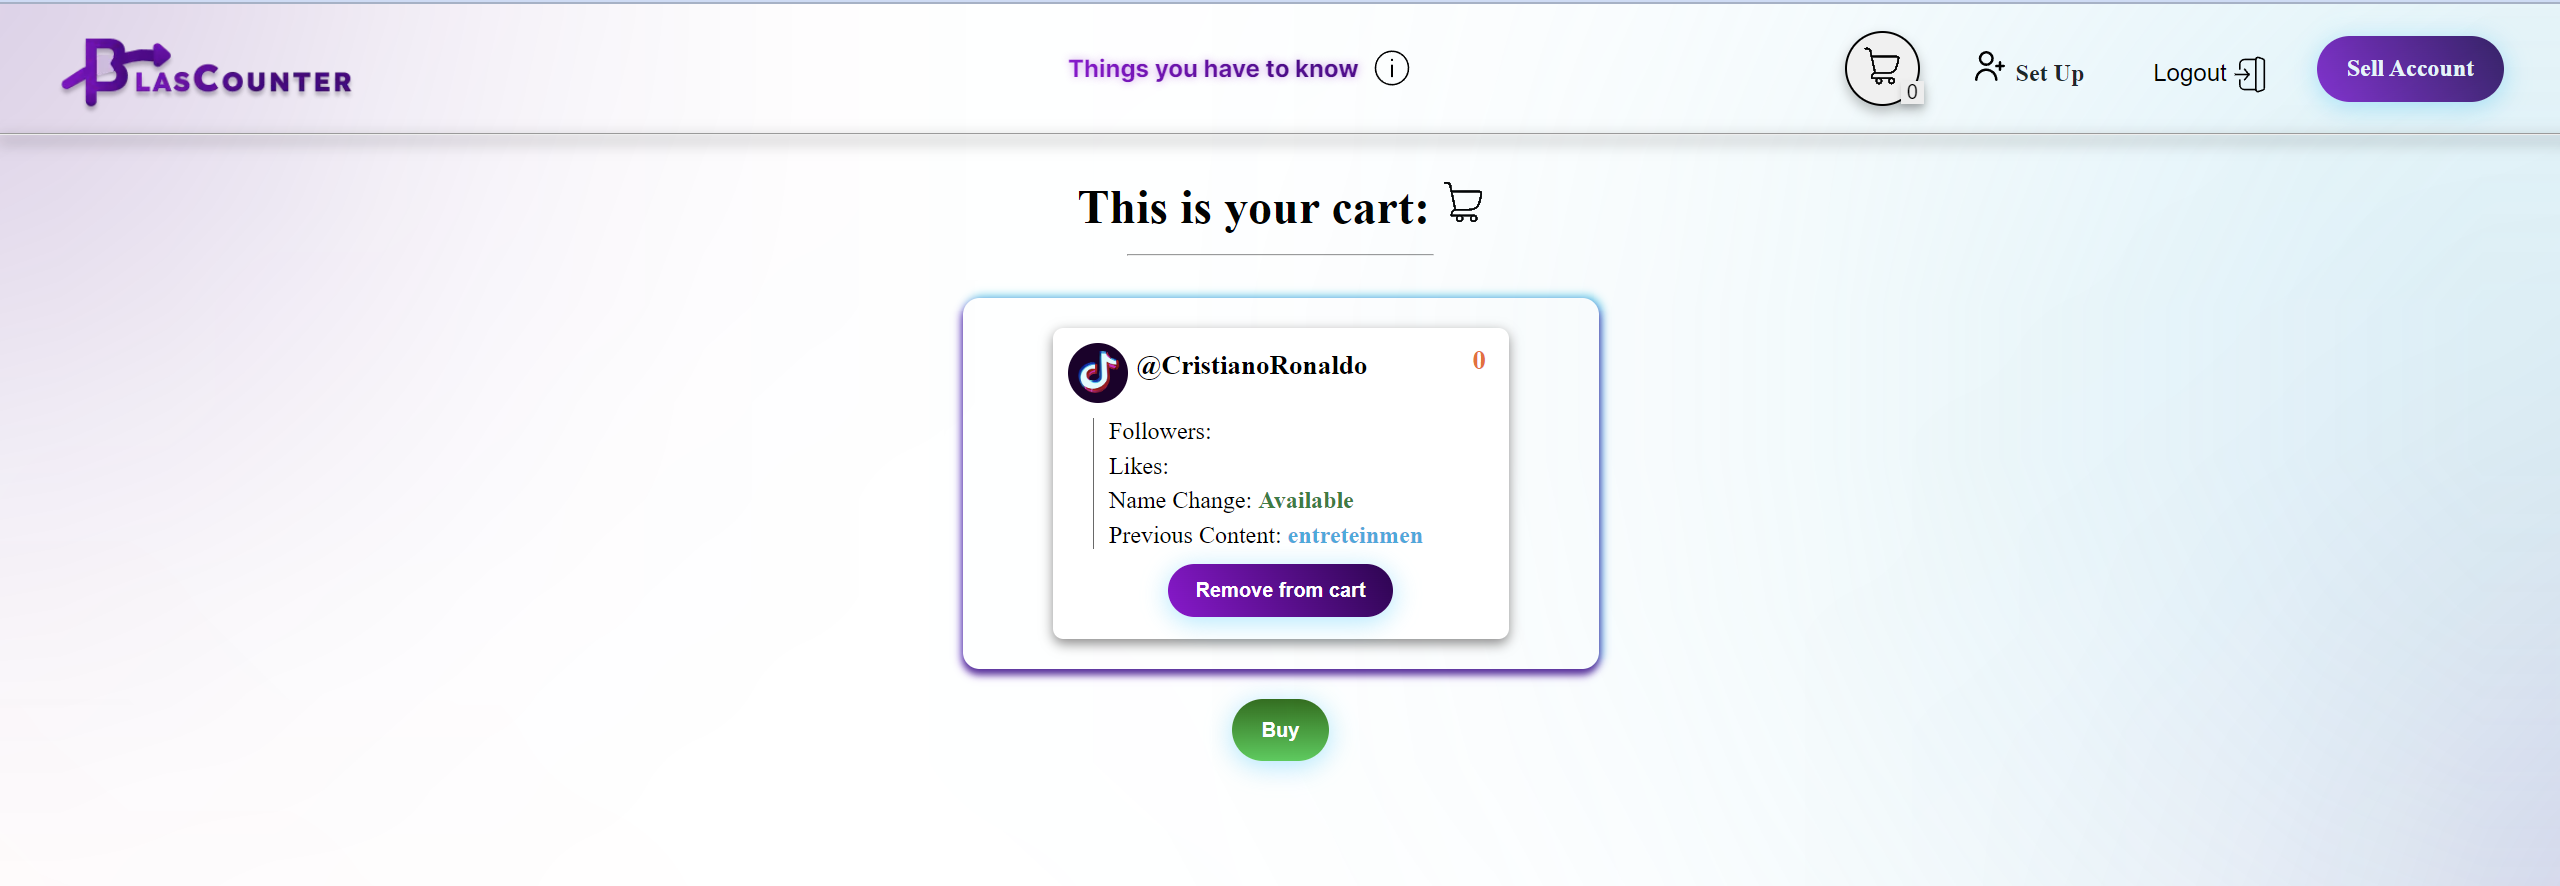 BLASCOUNTER
Things you have to know
0
Set Up
Logout
Sell Account
This is your cart:
@CristianoRonaldo
0
Followers:
Likes:
Name Change: Available
Previous Content: entreteinmen
Remove from cart
Buy